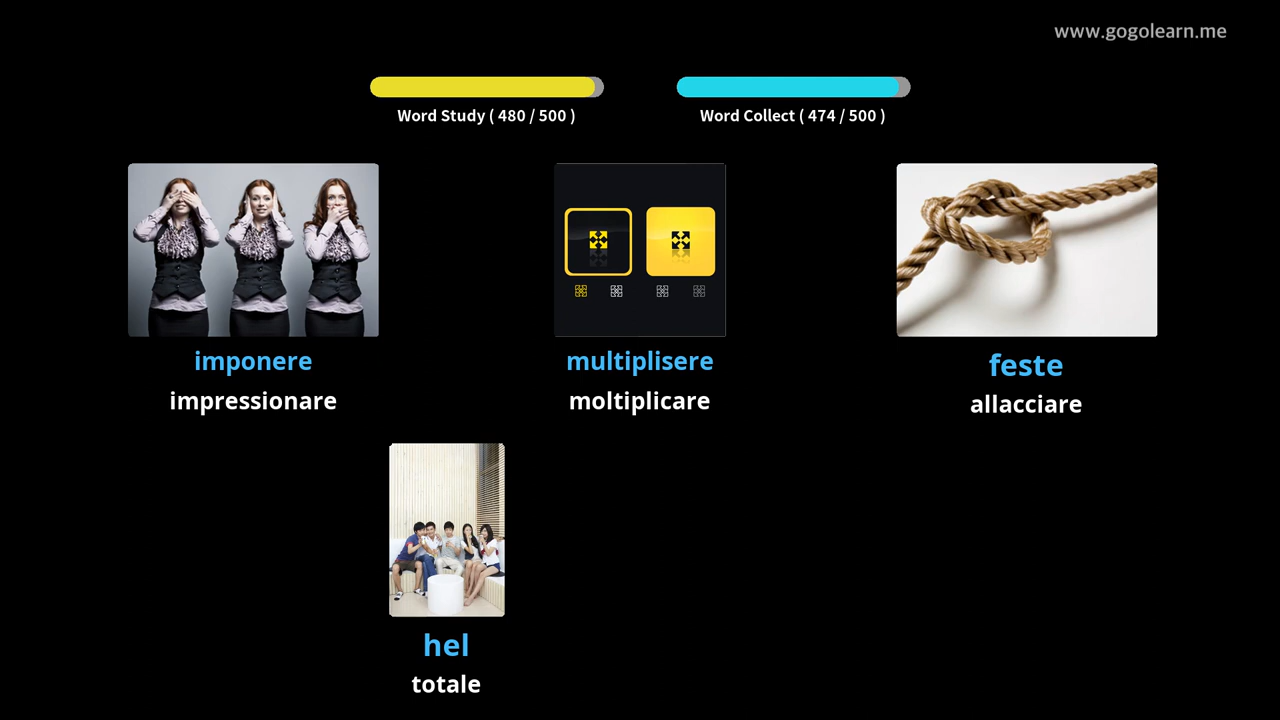 www.gogolearn.me
Word Study ( 480 / 500 )
Word Collect ( 474 / 500 )
imponere
impressionare
multiplisere
moltiplicare
feste
allacciare
hel
totale